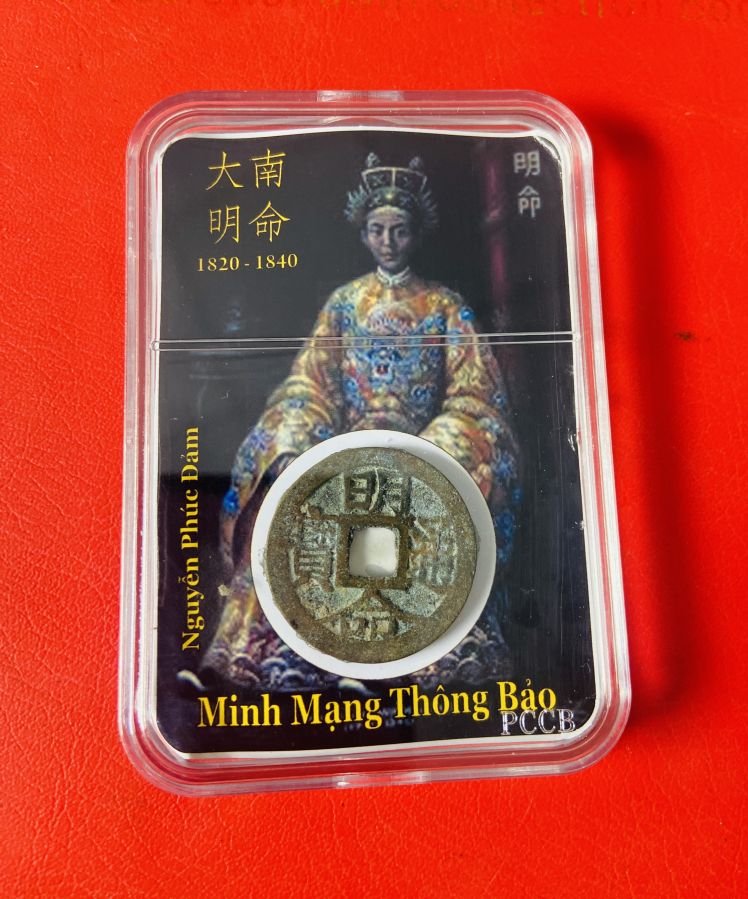 大南
明命
1820 - 1840
明
命
Nguyễn Phúc Đảm
明
寶 通
命
Minh Mạng Thông Bảo
PCCB